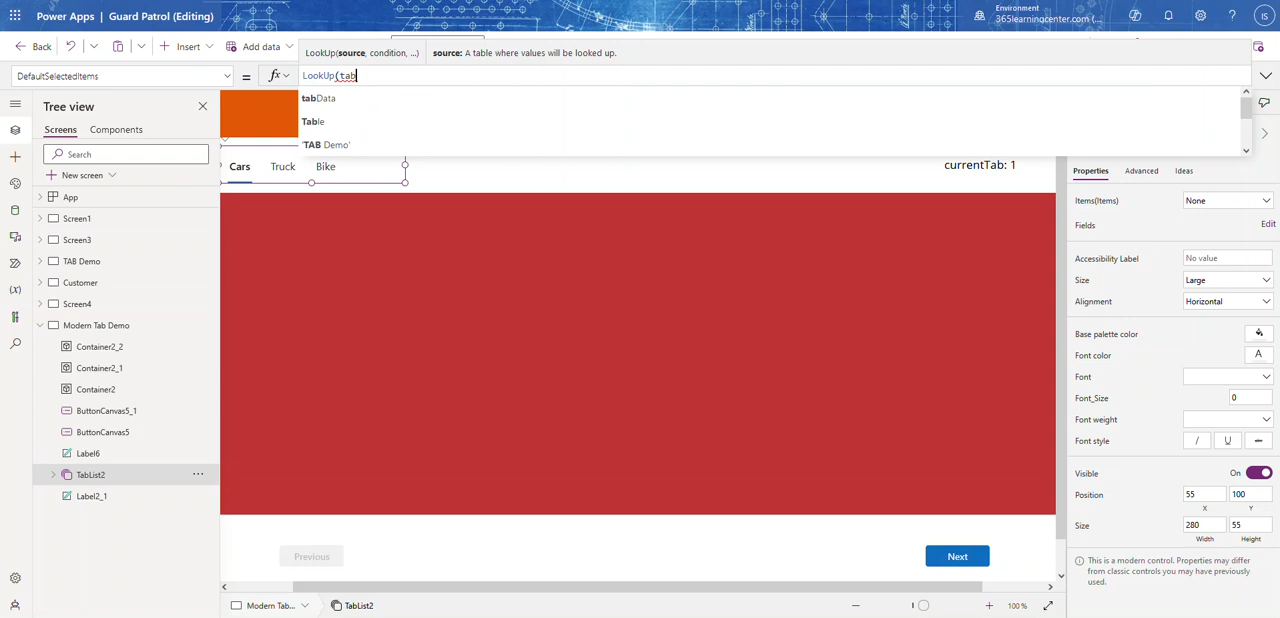 Power Apps | Guard Patrol (Editing)
Environment
365learningcenter.com (...
IS
Back
Insert
Add data
LookUp(source, condition, ...)
source: A table where values will be looked up.
DefaultSelectedItems
=
fx
LookUp(tab
tabData
Table
'TAB Demo'
Tree view
Screens
Components
Search
New screen
App
Screen1
Screen3
TAB Demo
Customer
Screen4
Modern Tab Demo
Container2_2
Container2_1
Container2
ButtonCanvas5_1
ButtonCanvas5
Label6
TabList2
Label2_1
Cars
Truck
Bike
currentTab: 1
Previous
Next
Modern Tab...
TabList2
100 %
Properties
Advanced
Ideas
Items(Items)
None
Fields
Edit
Accessibility Label
No value
Size
Large
Alignment
Horizontal
Base palette color
Font color
A
Font
Font_Size
0
Font weight
Font style
/
U
Visible
On
Position
55
100
X
Y
Size
280
55
Width
Height
This is a modern control. Properties may differ
from classic controls you may have previously
used.